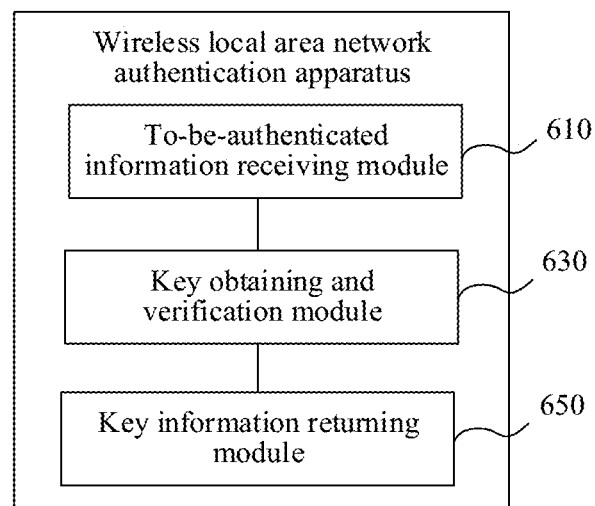 Wireless local area network
authentication apparatus
To-be-authenticated
information receiving module
610
Key obtaining and
verification module
630
Key information returning
module
650